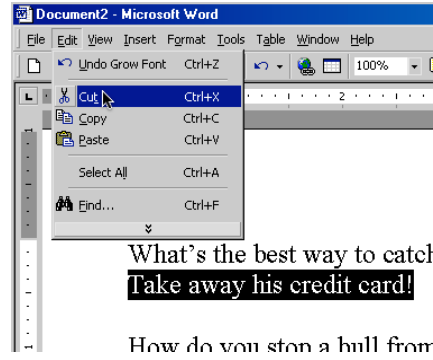 Document2 - Microsoft Word
File Edit View Insert Format Tools Table Window Help
100%
Undo Grow Font Ctrl+Z
Cut Ctrl+X
Copy Ctrl+C
Paste Ctrl+V
Select All Ctrl+A
Find... Ctrl+F
2
What's the best way to catch
Take away his credit card!
How do you stop a bull from